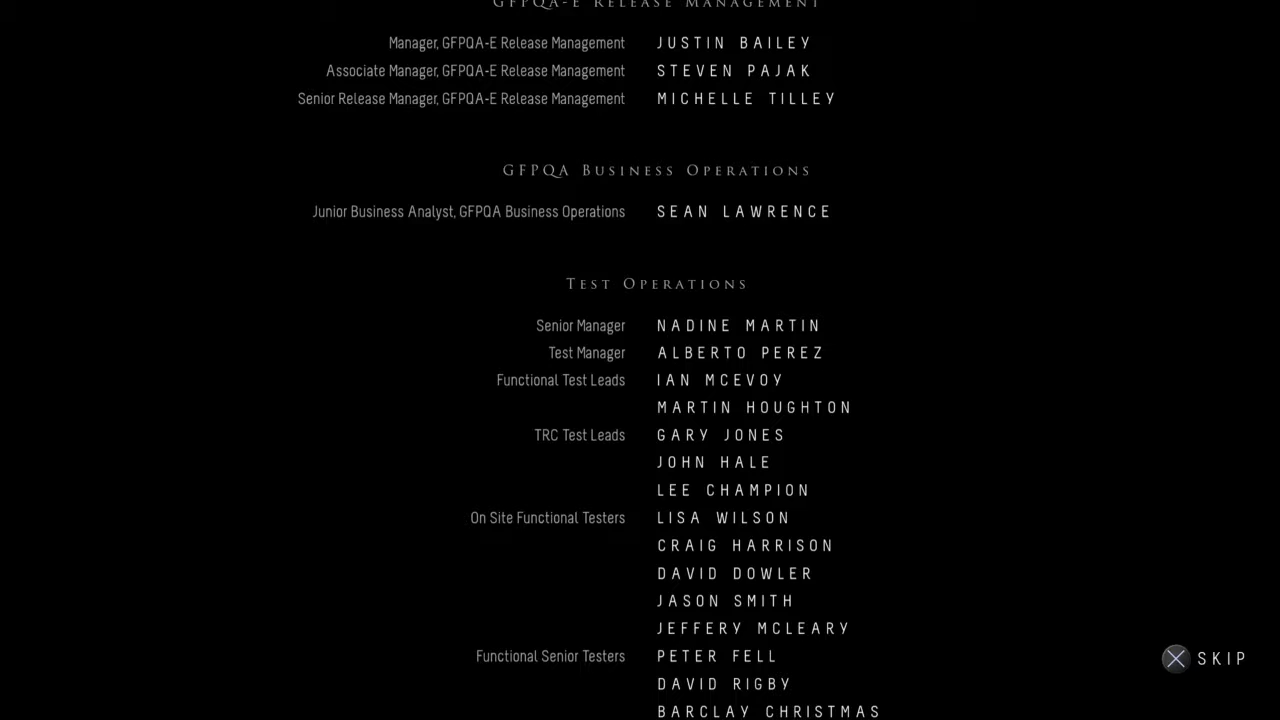 GFPQA-E Release Management
Manager, GFPQA-E Release Management JUSTIN BAILEY
Associate Manager, GFPQA-E Release Management STEVEN PAJAK
Senior Release Manager, GFPQA-E Release Management MICHELLE TILLEY
GFPQA Business Operations
Junior Business Analyst, GFPQA Business Operations SEAN LAWRENCE
Test Operations
Senior Manager NADINE MARTIN
Test Manager ALBERTO PEREZ
Functional Test Leads IAN MCEVOY
MARTIN HOUGHTON
TRC Test Leads GARY JONES
JOHN HALE
LEE CHAMPION
On Site Functional Testers LISA WILSON
CRAIG HARRISON
DAVID DOWLER
JASON SMITH
JEFFERY MCLEARY
Functional Senior Testers PETER FELL
DAVID RIGBY
BARCLAY CHRISTMAS
SKIP